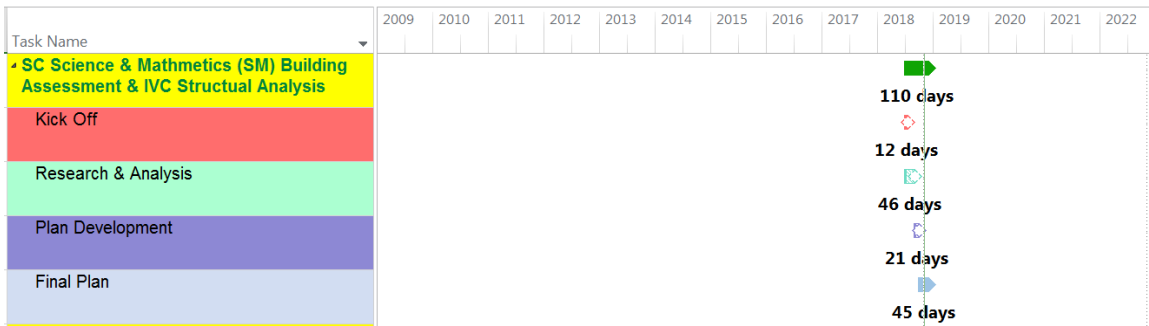 2009 2010 2011 2012 2013 2014 2015 2016 2017 2018 2019 2020 2021 2022
Task Name
SC Science & Mathmetics (SM) Building
Assessment & IVC Structual Analysis
110 days
Kick Off
12 days
Research & Analysis
46 days
Plan Development
21 days
Final Plan
45 days